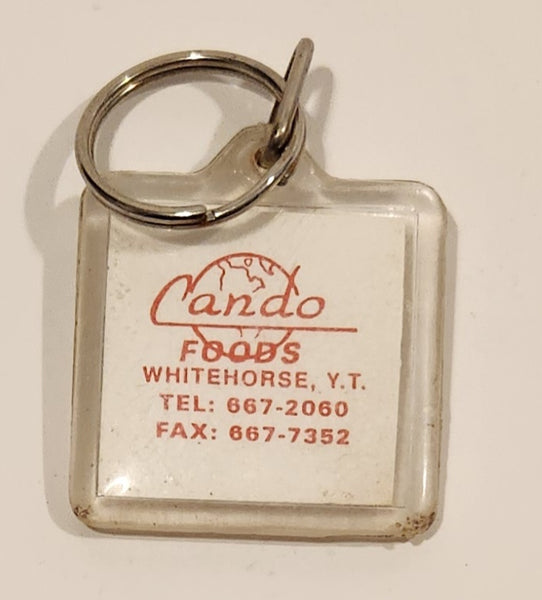 Cando
FOODS
WHITEHORSE, Y.T.
TEL: 667-2060
FAX: 667-7352